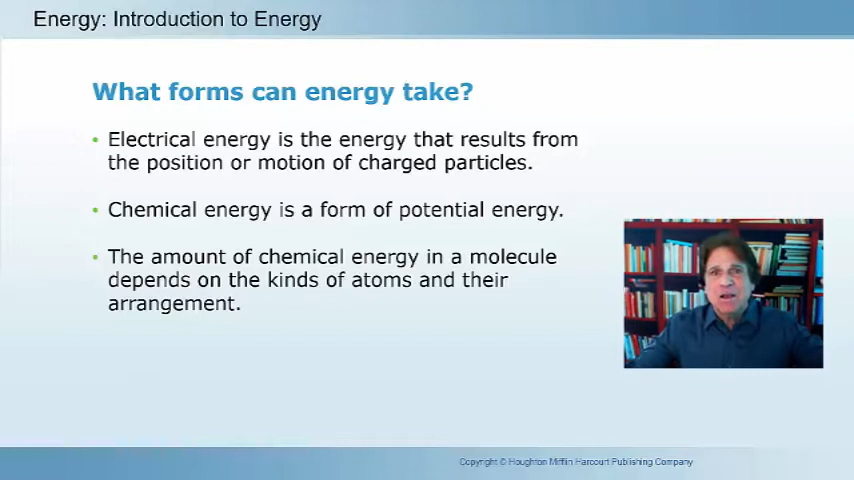 Energy: Introduction to Energy
What forms can energy take?
• Electrical energy is the energy that results from
the position or motion of charged particles.
• Chemical energy is a form of potential energy.
• The amount of chemical energy in a molecule
depends on the kinds of atoms and their
arrangement.
Copyright © Houghton Mifflin Harcourt Publishing Company